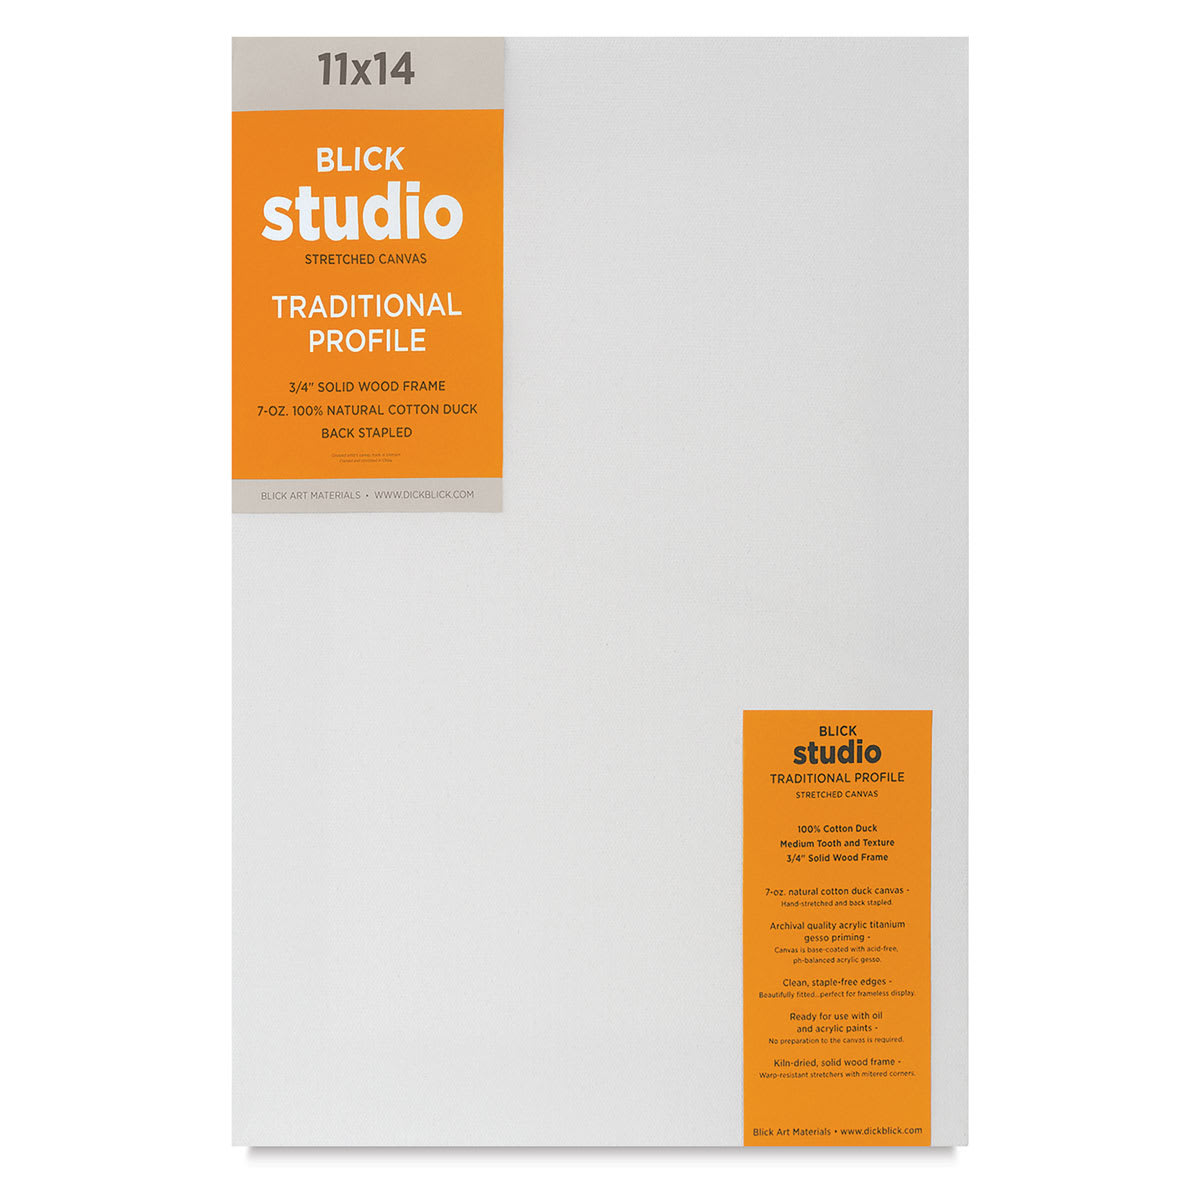 11x14
BLICK
studio
STRETCHED CANVAS
TRADITIONAL
PROFILE
3/4" SOLID WOOD FRAME
7-OZ. 100% NATURAL COTTON DUCK
BACK STAPLED
BLICK ART MATERIALS • WWW.DICKBLICK.COM
BLICK
studio
TRADITIONAL PROFILE
STRETCHED CANVAS
100% Cotton Duck
Medium Tooth and Texture
3/4" Solid Wood Frame
7-oz. natural cotton duck canvas -
Hand-stretched and back stapled.
Archival quality acrylic titanium
gesso priming -
Canvas is base-coated with acid-free,
ph-balanced acrylic gesso.
Clean, staple-free edges -
Beautifully fitted...perfect for frameless display.
Ready for use with oil
and acrylic paints -
No preparation to the canvas is required.
Kiln-dried, solid wood frame -
Warp-resistant stretchers with mitered corners.
Blick Art Materials • www.dickblick.com